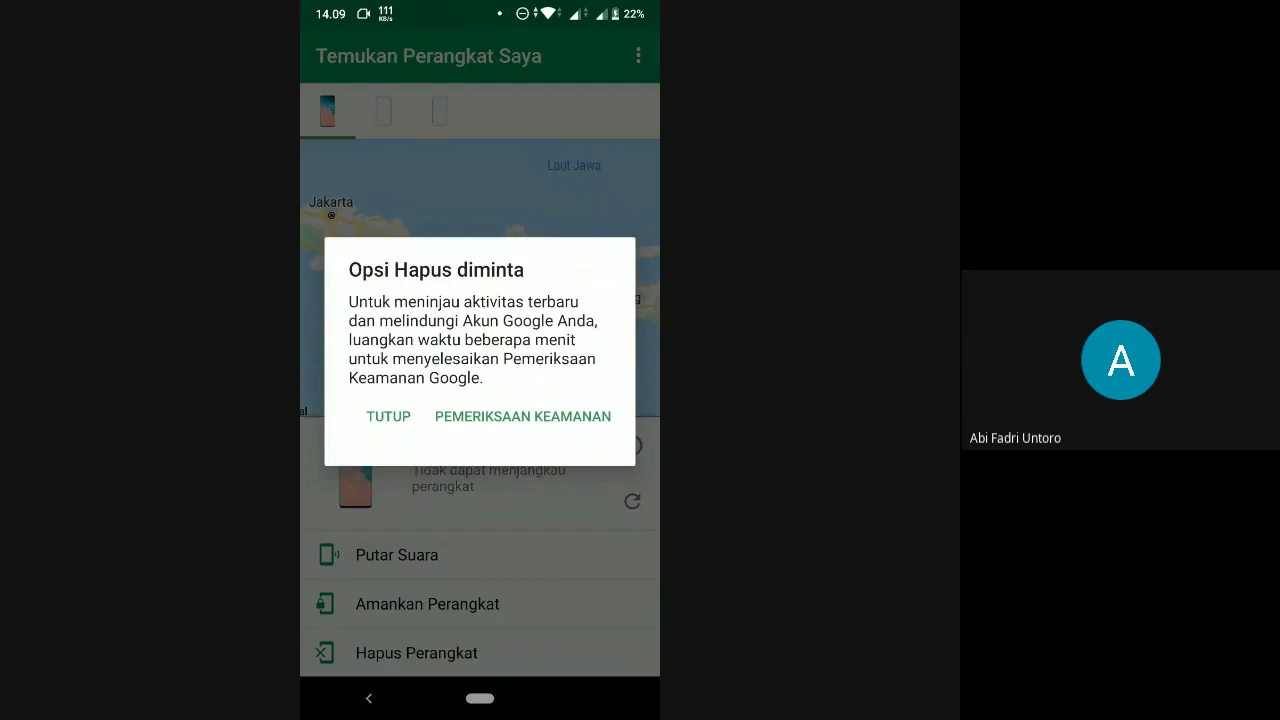 14.09 111 KB/s 22%
Temukan Perangkat Saya
Laut Jawa
Jakarta
Opsi Hapus diminta
Untuk meninjau aktivitas terbaru
dan melindungi Akun Google Anda,
luangkan waktu beberapa menit
untuk menyelesaikan Pemeriksaan
Keamanan Google.
TUTUP PEMERIKSAAN KEAMANAN
Tidak dapat menjangkau
perangkat
Putar Suara
Amankan Perangkat
Hapus Perangkat
A
Abi Fadri Untoro